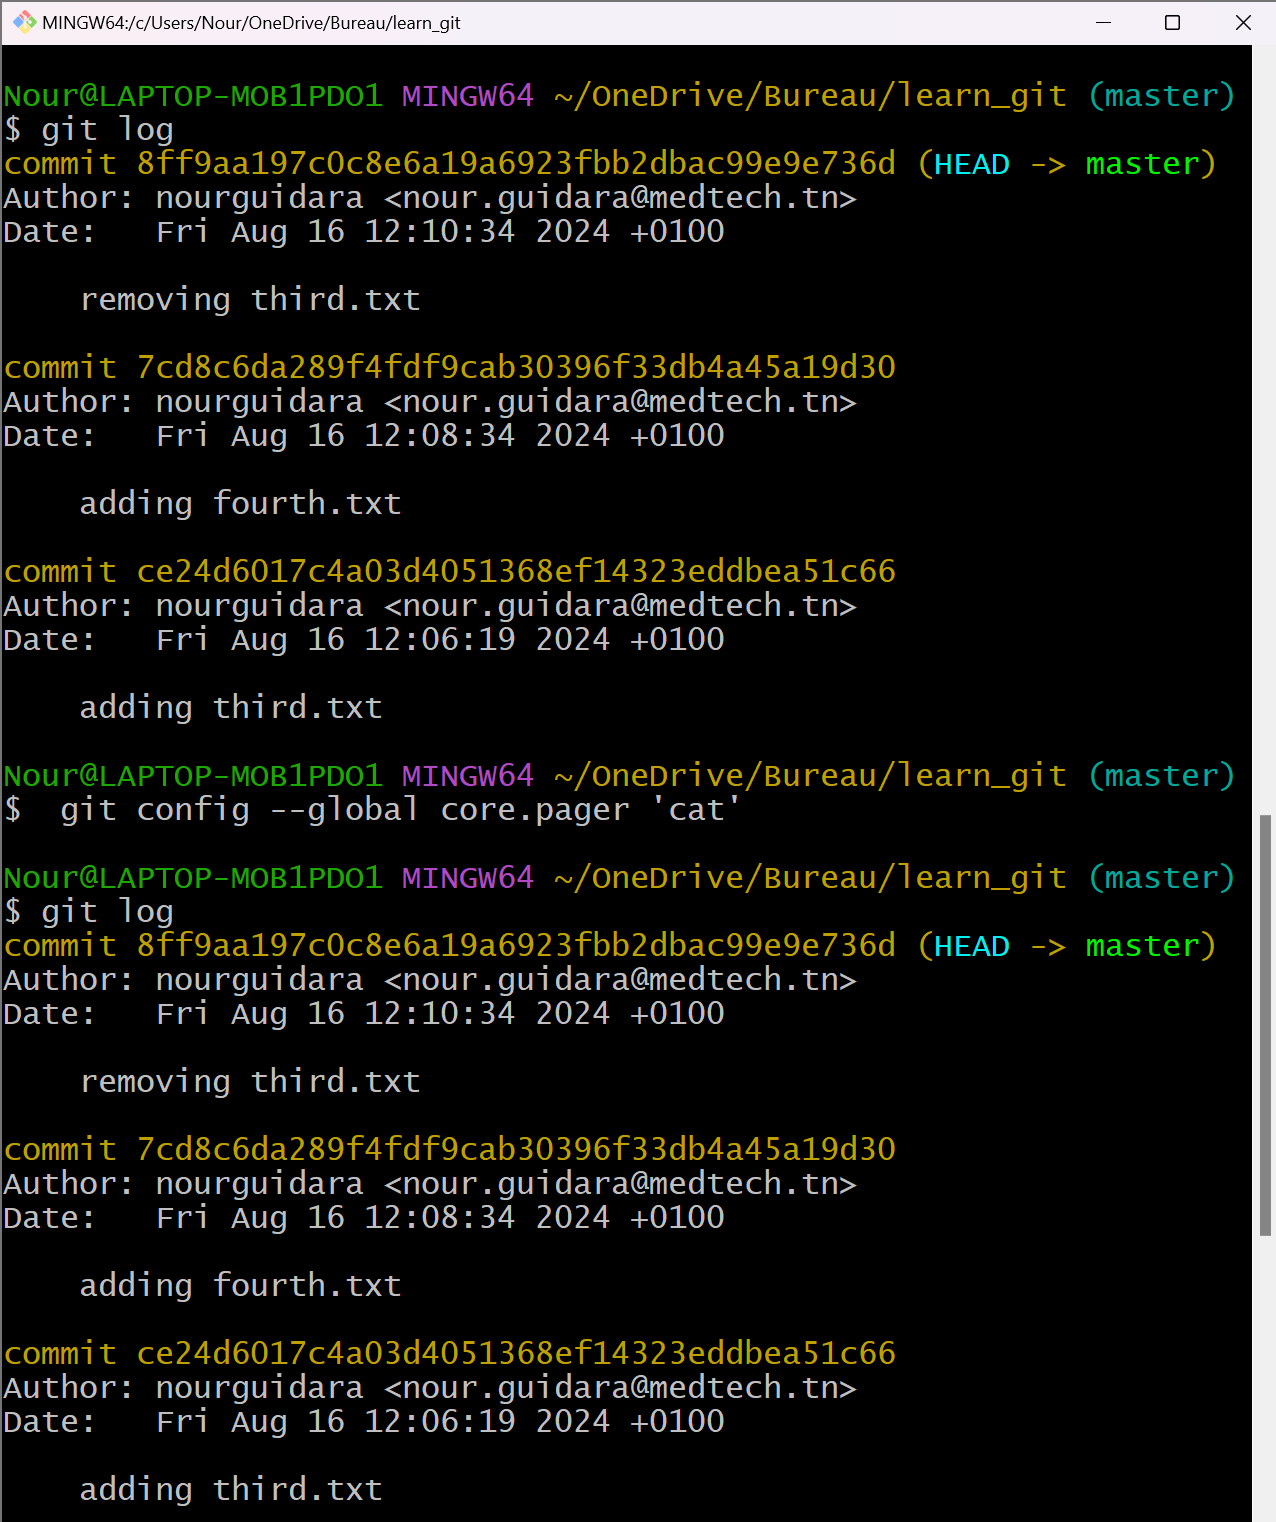 MINGW64:/c/Users/Nour/OneDrive/Bureau/learn_git
Nour@LAPTOP-MOB1PDO1 MINGW64 ~/OneDrive/Bureau/learn_git (master)
$ git log
commit 8ff9aa197c0c8e6a19a6923fbb2dbac99e9e736d (HEAD -> master)
Author: nourguidara <nour.guidara@medtech.tn>
Date:   Fri Aug 16 12:10:34 2024 +0100
    removing third.txt
commit 7cd8c6da289f4fdf9cab30396f33db4a45a19d30
Author: nourguidara <nour.guidara@medtech.tn>
Date:   Fri Aug 16 12:08:34 2024 +0100
    adding fourth.txt
commit ce24d6017c4a03d4051368ef14323eddbea51c66
Author: nourguidara <nour.guidara@medtech.tn>
Date:   Fri Aug 16 12:06:19 2024 +0100
    adding third.txt
Nour@LAPTOP-MOB1PDO1 MINGW64 ~/OneDrive/Bureau/learn_git (master)
$  git config --global core.pager 'cat'
Nour@LAPTOP-MOB1PDO1 MINGW64 ~/OneDrive/Bureau/learn_git (master)
$ git log
commit 8ff9aa197c0c8e6a19a6923fbb2dbac99e9e736d (HEAD -> master)
Author: nourguidara <nour.guidara@medtech.tn>
Date:   Fri Aug 16 12:10:34 2024 +0100
    removing third.txt
commit 7cd8c6da289f4fdf9cab30396f33db4a45a19d30
Author: nourguidara <nour.guidara@medtech.tn>
Date:   Fri Aug 16 12:08:34 2024 +0100
    adding fourth.txt
commit ce24d6017c4a03d4051368ef14323eddbea51c66
Author: nourguidara <nour.guidara@medtech.tn>
Date:   Fri Aug 16 12:06:19 2024 +0100
    adding third.txt